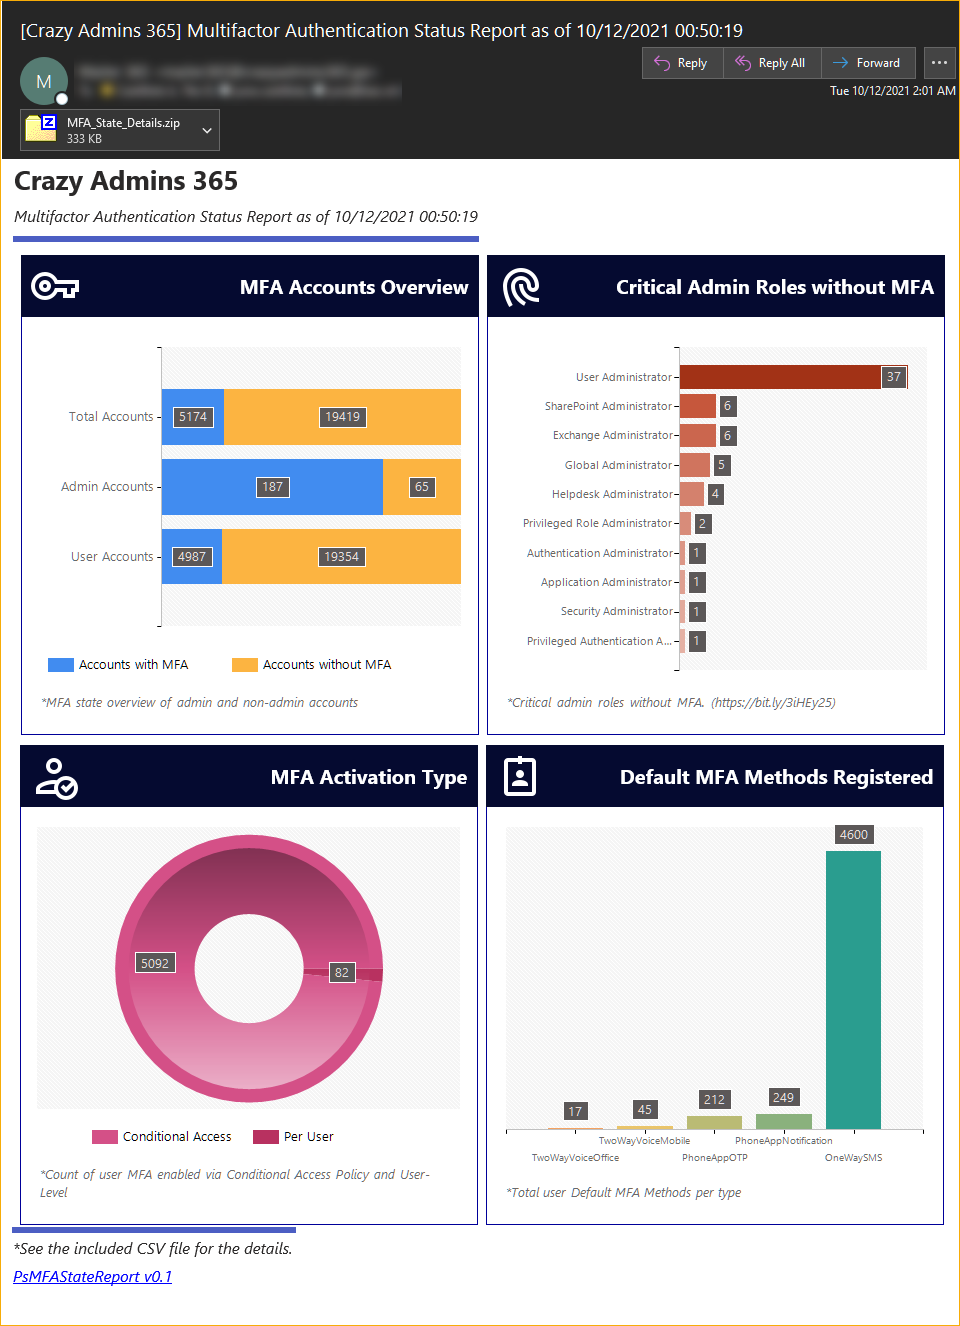 [Crazy Admins 365] Multifactor Authentication Status Report as of 10/12/2021 00:50:19
M
Reply
Reply All
Forward
Tue 10/12/2021 2:01 AM
Z
MFA_State_Details.zip
333 KB
Crazy Admins 365
Multifactor Authentication Status Report as of 10/12/2021 00:50:19
MFA Accounts Overview
Total Accounts
5174
19419
Admin Accounts
187
65
User Accounts
4987
19354
Accounts with MFA
Accounts without MFA
*MFA state overview of admin and non-admin accounts
Critical Admin Roles without MFA
User Administrator
37
SharePoint Administrator
6
Exchange Administrator
6
Global Administrator
5
Helpdesk Administrator
4
Privileged Role Administrator
2
Authentication Administrator
1
Application Administrator
1
Security Administrator
1
Privileged Authentication A...
1
*Critical admin roles without MFA. (https://bit.ly/3iHEy25)
MFA Activation Type
5092
82
Conditional Access
Per User
*Count of user MFA enabled via Conditional Access Policy and User-
Level
Default MFA Methods Registered
4600
17
45
212
249
TwoWayVoiceMobile
PhoneAppNotification
TwoWayVoiceOffice
PhoneAppOTP
OneWaySMS
*Total user Default MFA Methods per type
*See the included CSV file for the details.
PsMFAStateReport v0.1